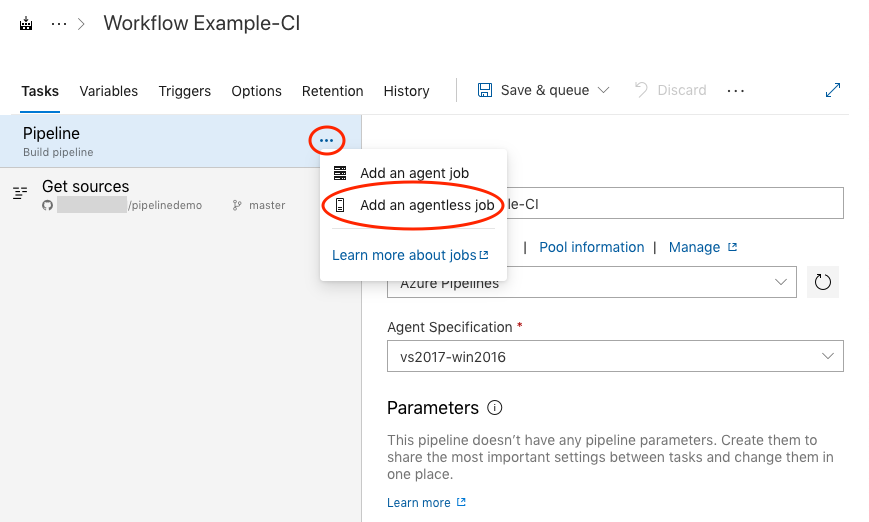 ··· > Workflow Example-CI
Tasks Variables Triggers Options Retention History Save & queue Discard ···
Pipeline
Build pipeline
···
Add an agent job
Add an agentless job
Learn more about jobs
Get sources
/pipelinedemo master
le-CI
| Pool information | Manage
Azure Pipelines
Agent Specification *
vs2017-win2016
Parameters
This pipeline doesn't have any pipeline parameters. Create them to
share the most important settings between tasks and change them in
one place.
Learn more